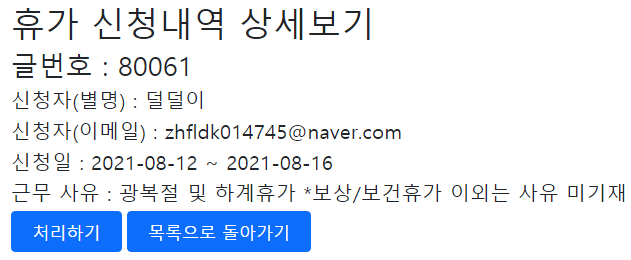 휴가 신청내역 상세보기
글번호 : 80061
신청자(별명) : 덜덜이
신청자(이메일) : zhfldk014745@naver.com
신청일 : 2021-08-12 ~ 2021-08-16
근무 사유 : 광복절 및 하계휴가 *보상/보건휴가 이외는 사유 미기재
처리하기 목록으로 돌아가기